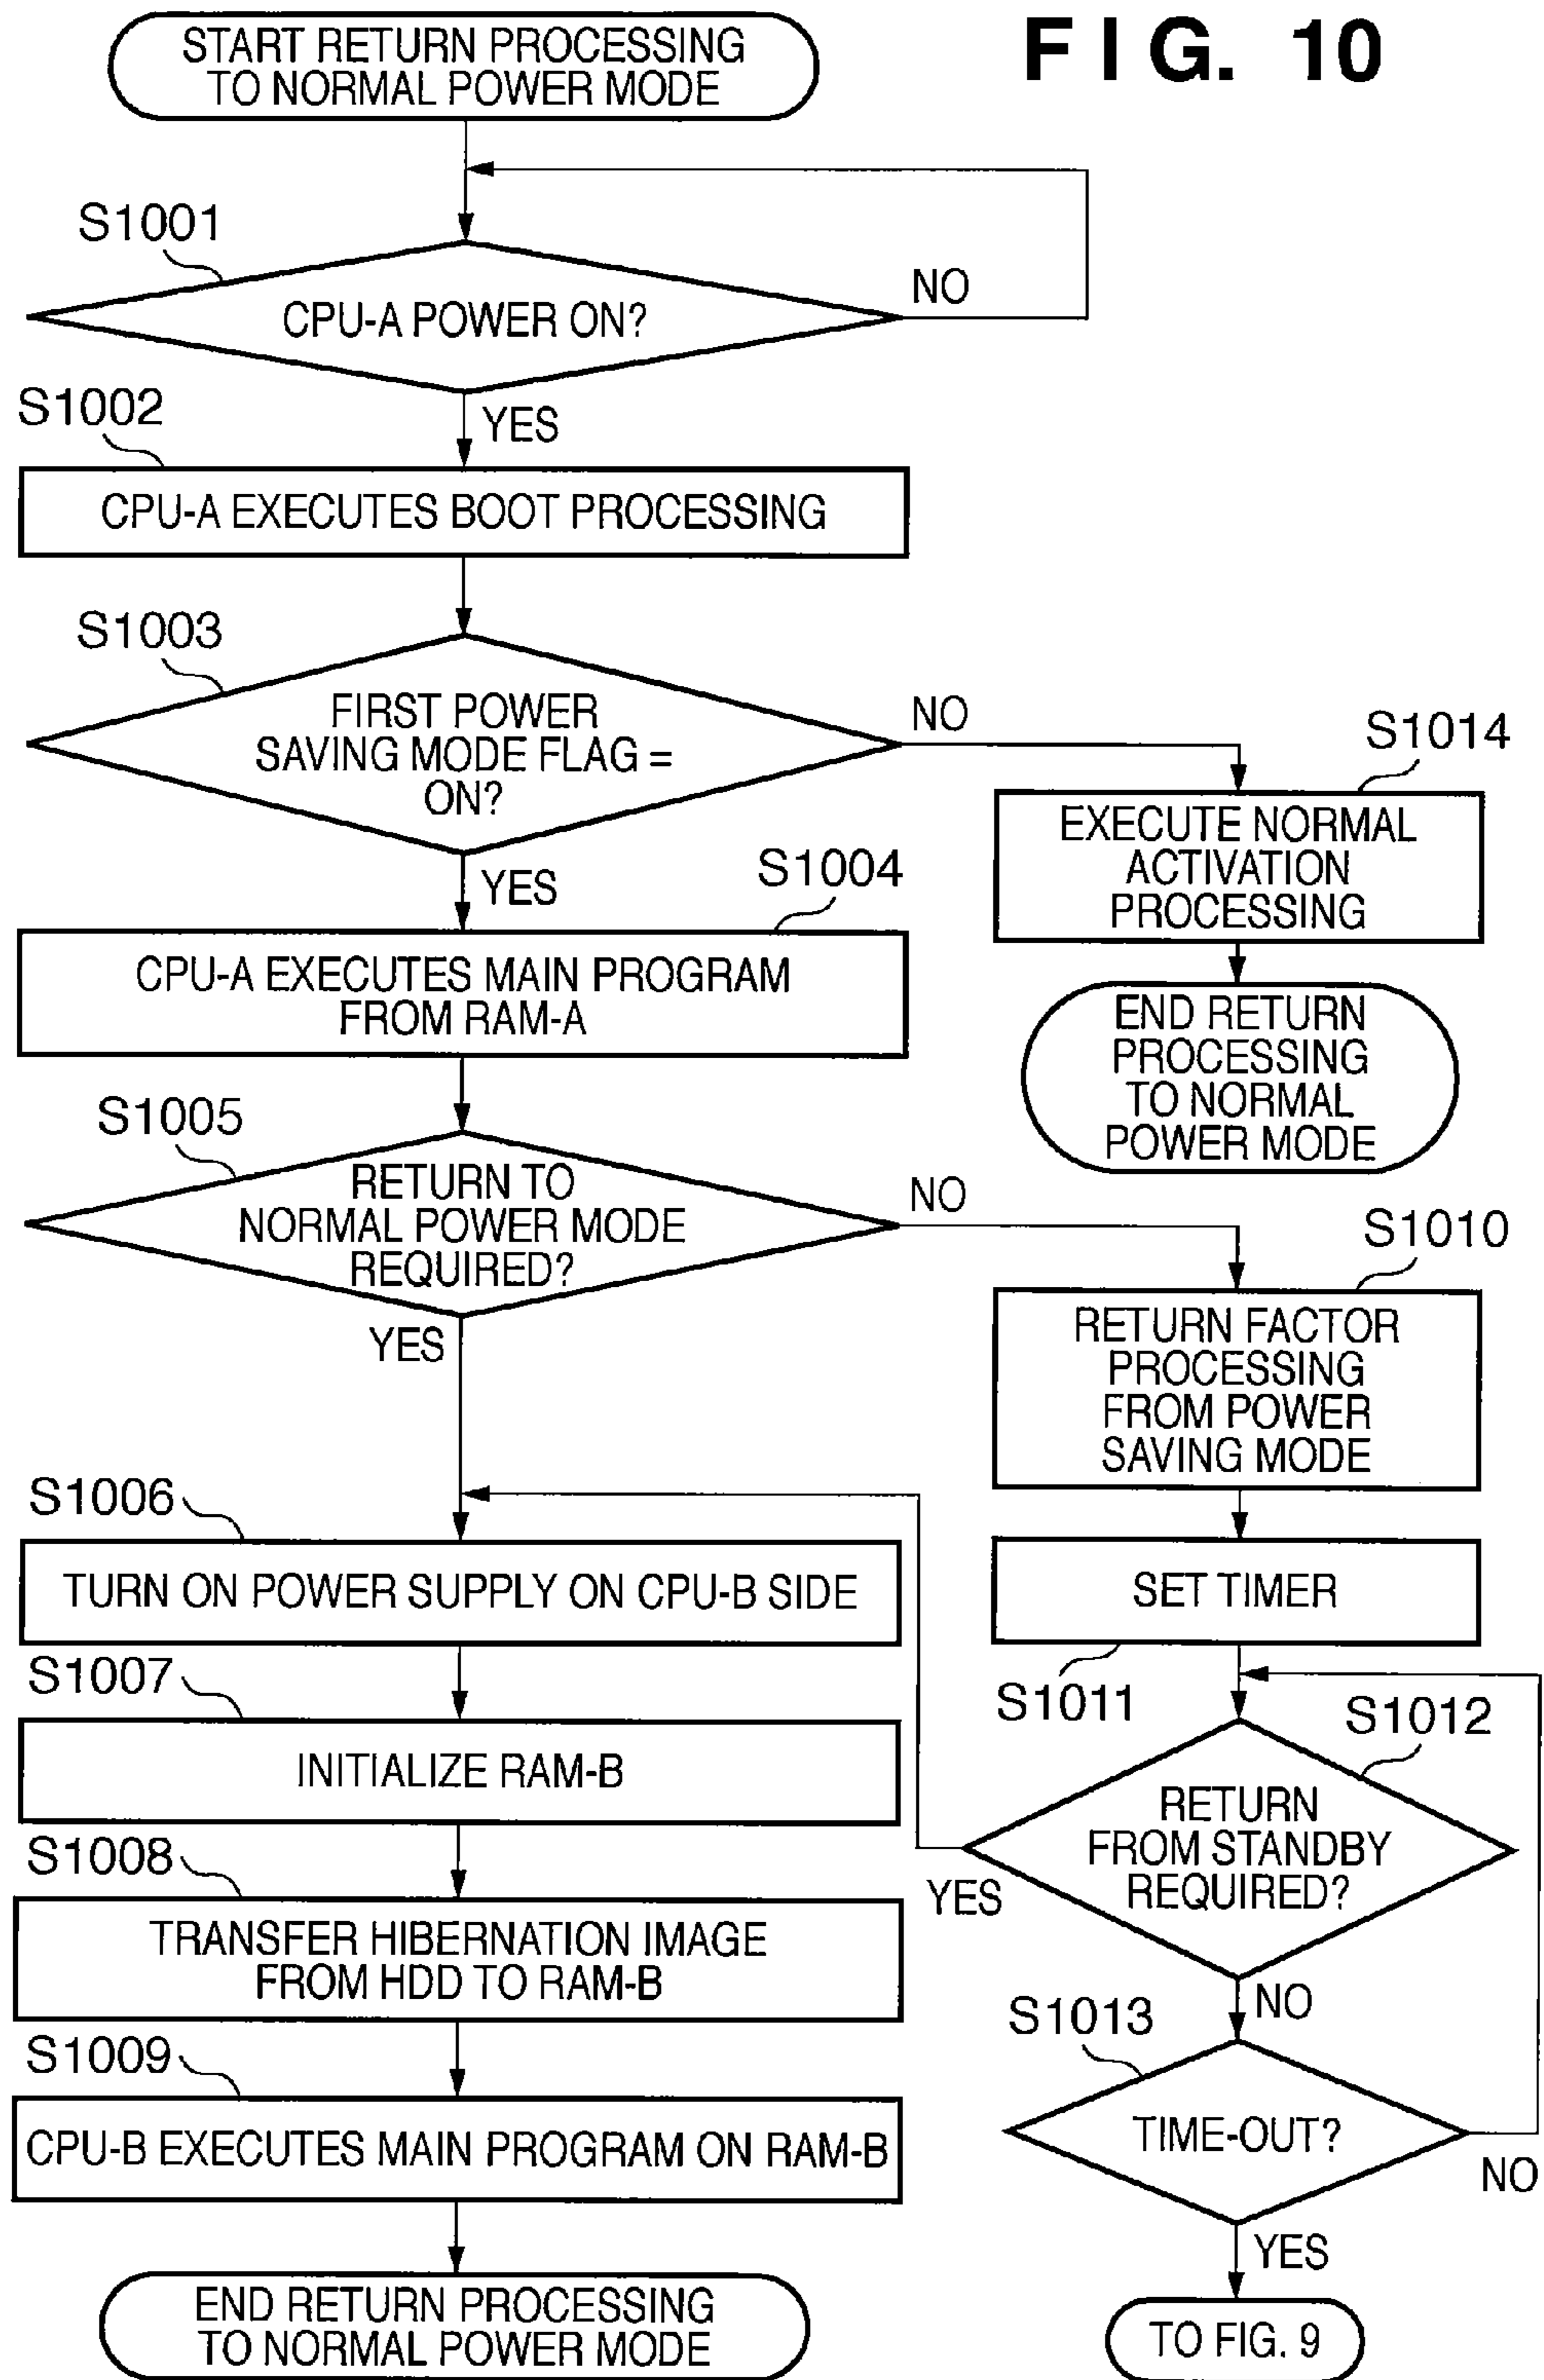 FIG. 10
START RETURN PROCESSING
TO NORMAL POWER MODE
S1001
CPU-A POWER ON?
NO
YES
S1002
CPU-A EXECUTES BOOT PROCESSING
S1003
FIRST POWER
SAVING MODE FLAG =
ON?
NO
YES
S1014
EXECUTE NORMAL
ACTIVATION
PROCESSING
END RETURN
PROCESSING
TO NORMAL
POWER MODE
S1004
CPU-A EXECUTES MAIN PROGRAM
FROM RAM-A
S1005
RETURN TO
NORMAL POWER MODE
REQUIRED?
NO
YES
S1010
RETURN FACTOR
PROCESSING
FROM POWER
SAVING MODE
SET TIMER
S1011
S1012
RETURN
FROM STANDBY
REQUIRED?
YES
NO
S1013
TIME-OUT?
NO
YES
TO FIG. 9
S1006
TURN ON POWER SUPPLY ON CPU-B SIDE
S1007
INITIALIZE RAM-B
S1008
TRANSFER HIBERNATION IMAGE
FROM HDD TO RAM-B
S1009
CPU-B EXECUTES MAIN PROGRAM ON RAM-B
END RETURN PROCESSING
TO NORMAL POWER MODE